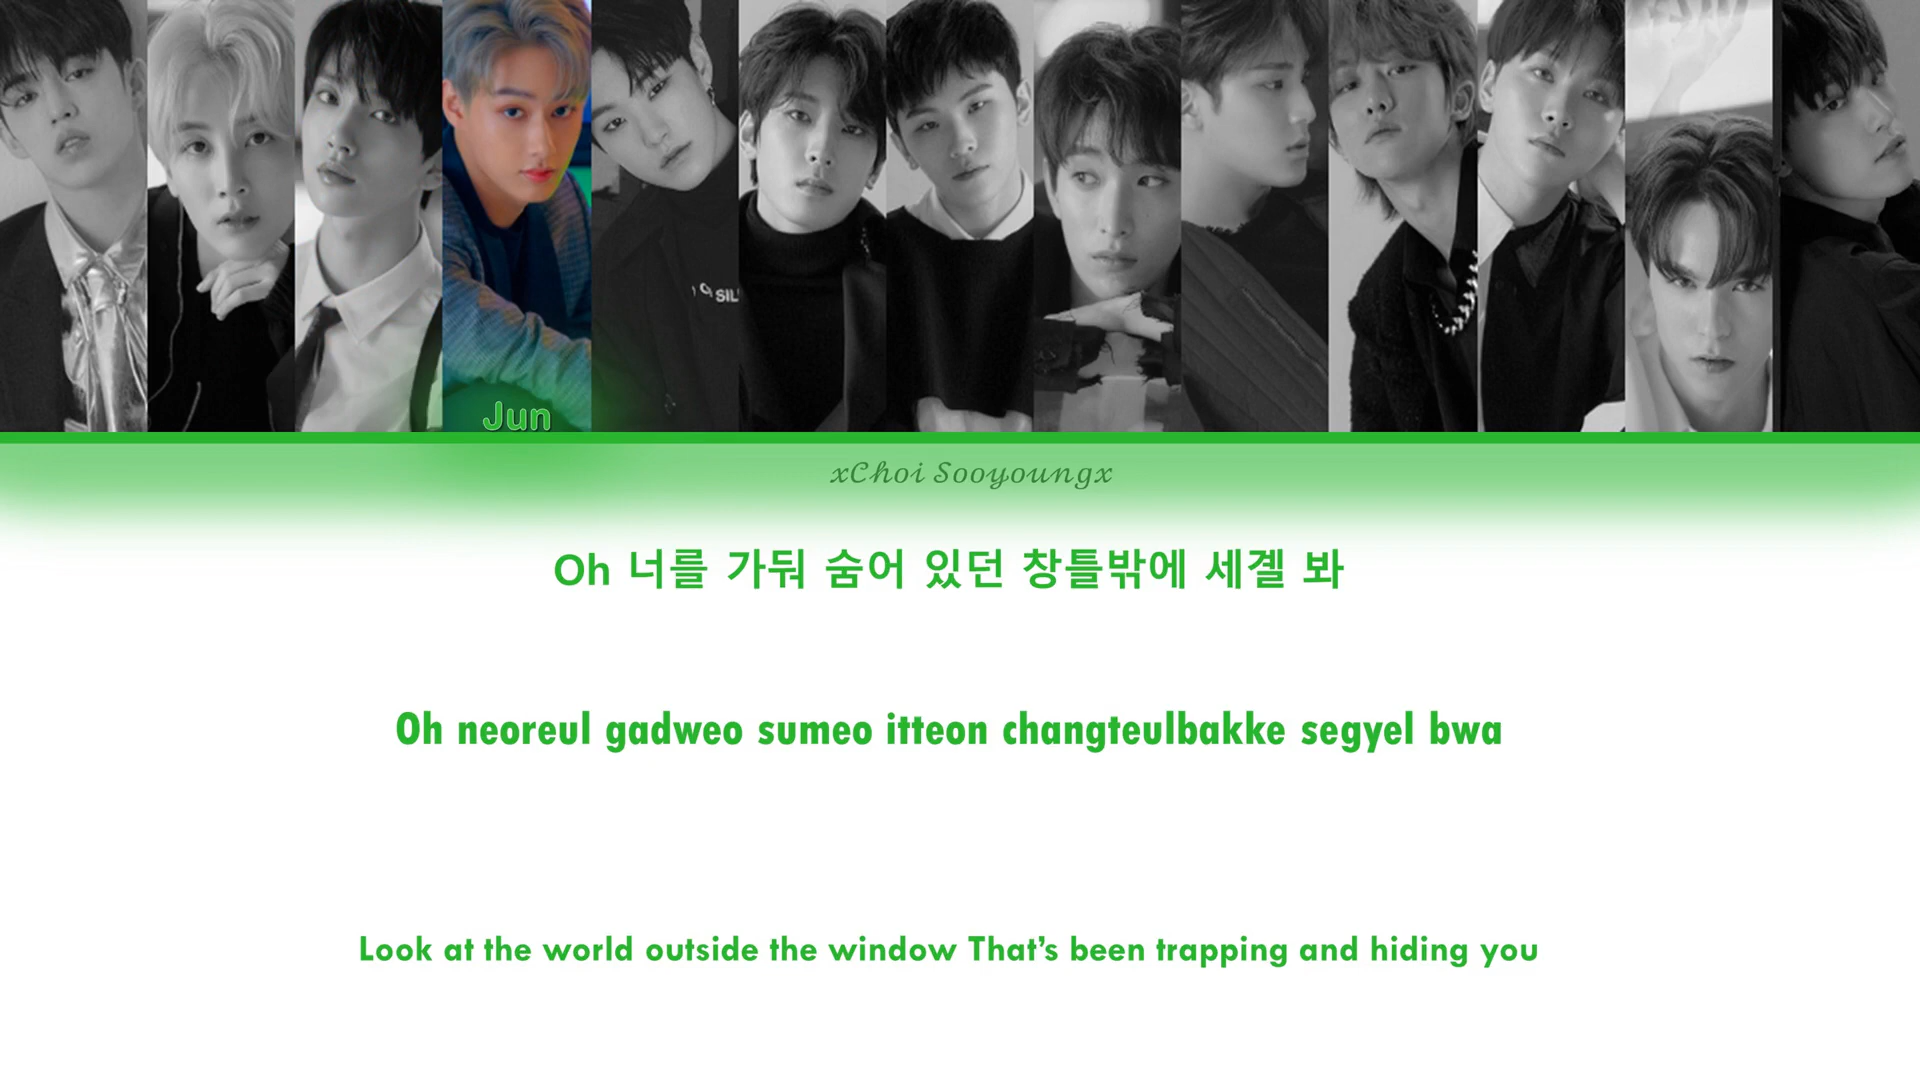 SIL
Jun
xChoi Sooyoungx
Oh 너를 가둬 숨어 있던 창틀밖에 세곌 봐
Oh neoreul gadweo sumeo itteon changteulbakke segyel bwa
Look at the world outside the window That's been trapping and hiding you